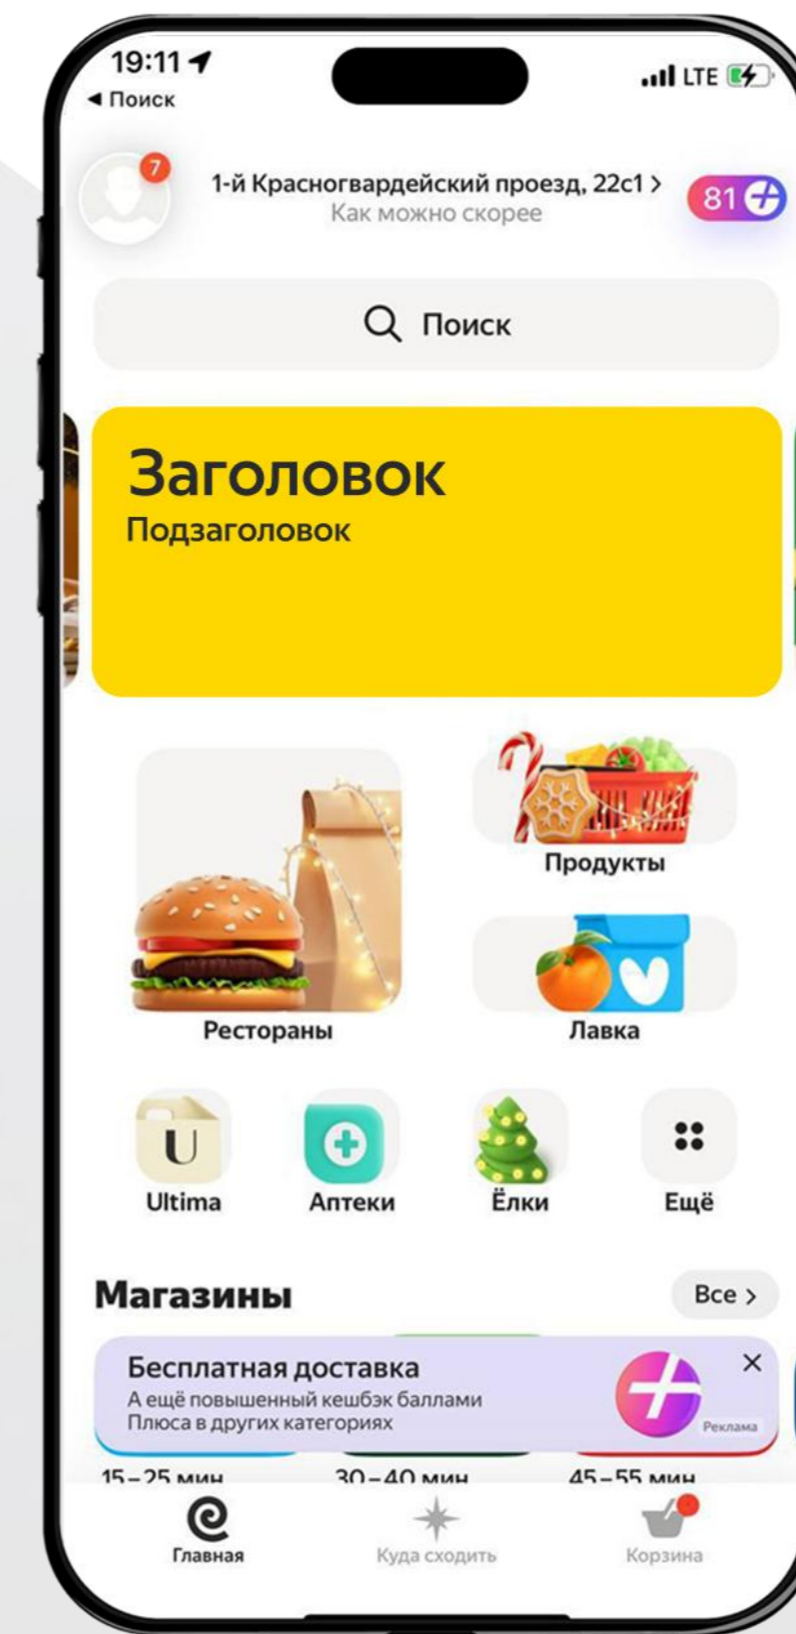 19:11
◀ Поиск
LTE
7
1-й Красногвардейский проезд, 22с1 >
Как можно скорее
81
Поиск
Заголовок
Подзаголовок
Продукты
Рестораны
Лавка
U
Ultima
Аптеки
Ёлки
Ещё
Магазины
Все >
Бесплатная доставка
А ещё повышенный кешбэк баллами
Плюса в других категориях
Реклама
15–25 мин
30–40 мин
45–55 мин
Главная
Куда сходить
Корзина